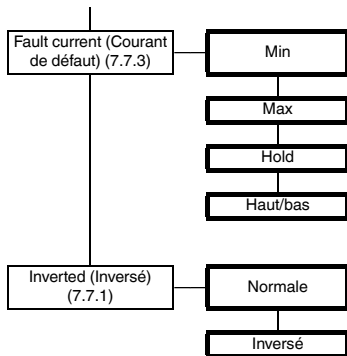 Fault current (Courant
de défaut) (7.7.3)
Min
Max
Hold
Haut/bas
Inverted (Inversé)
(7.7.1)
Normale
Inversé